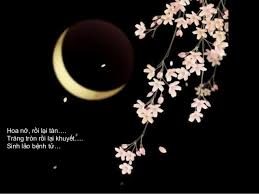 Hoa nở, rồi lại tàn....
Trăng tròn rồi lại khuyết.....
Sinh lão bệnh tử...